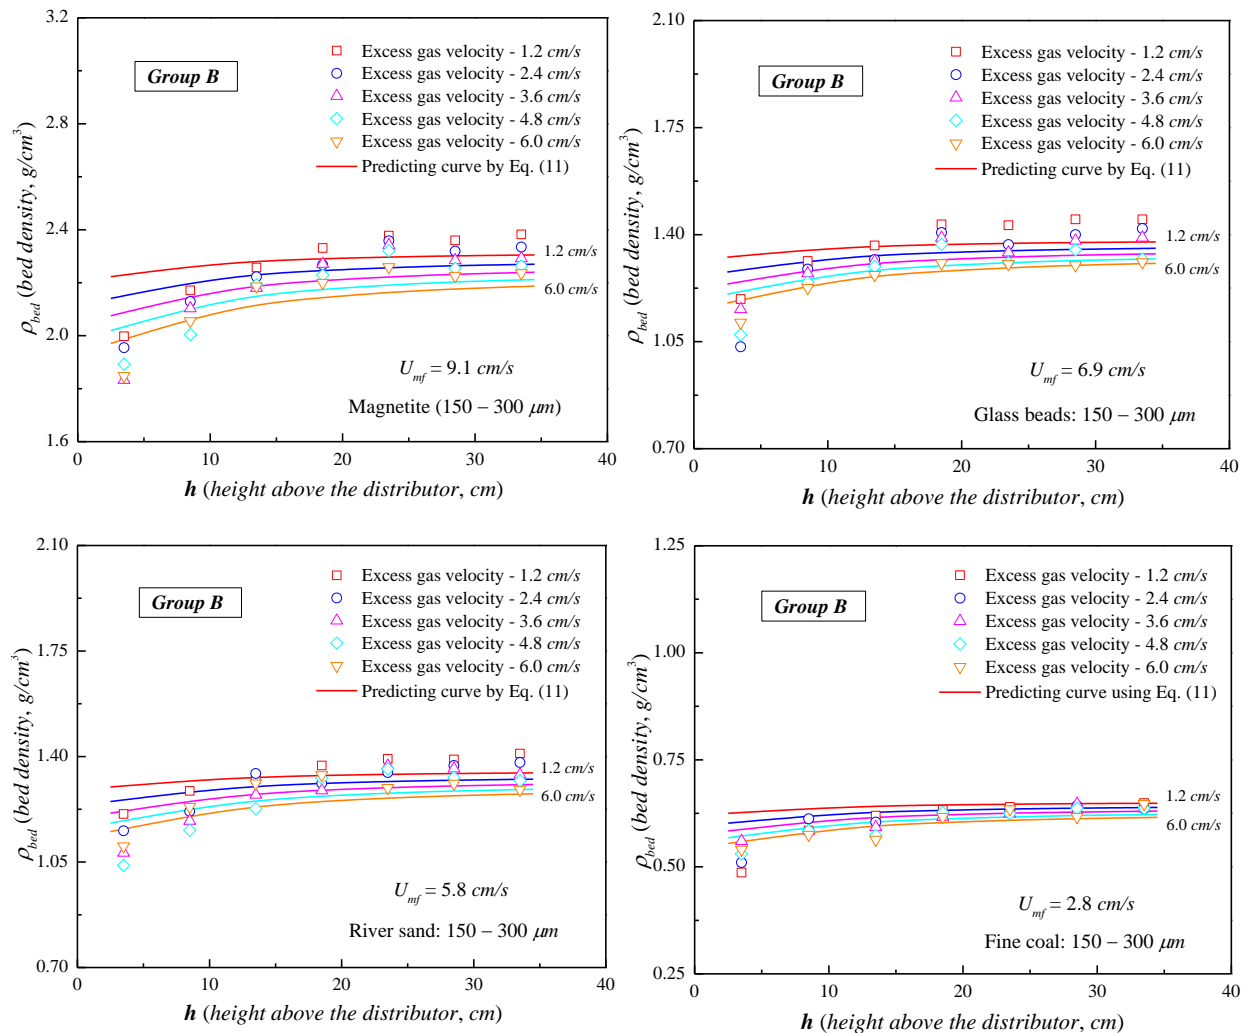 3.2
2.8
2.4
2.0
1.6
ρbed (bed density, g/cm³)
Group B
Excess gas velocity - 1.2 cm/s
Excess gas velocity - 2.4 cm/s
Excess gas velocity - 3.6 cm/s
Excess gas velocity - 4.8 cm/s
Excess gas velocity - 6.0 cm/s
Predicting curve by Eq. (11)
1.2 cm/s
6.0 cm/s
Umf = 9.1 cm/s
Magnetite (150 – 300 μm)
0 10 20 30 40
h (height above the distributor, cm)
2.10
1.75
1.40
1.05
0.70
ρbed (bed density, g/cm³)
Group B
Excess gas velocity - 1.2 cm/s
Excess gas velocity - 2.4 cm/s
Excess gas velocity - 3.6 cm/s
Excess gas velocity - 4.8 cm/s
Excess gas velocity - 6.0 cm/s
Predicting curve by Eq. (11)
1.2 cm/s
6.0 cm/s
Umf = 6.9 cm/s
Glass beads: 150 – 300 μm
0 10 20 30 40
h (height above the distributor, cm)
2.10
1.75
1.40
1.05
0.70
ρbed (bed density, g/cm³)
Group B
Excess gas velocity - 1.2 cm/s
Excess gas velocity - 2.4 cm/s
Excess gas velocity - 3.6 cm/s
Excess gas velocity - 4.8 cm/s
Excess gas velocity - 6.0 cm/s
Predicting curve by Eq. (11)
1.2 cm/s
6.0 cm/s
Umf = 5.8 cm/s
River sand: 150 – 300 μm
0 10 20 30 40
h (height above the distributor, cm)
1.25
1.00
0.75
0.50
0.25
ρbed (bed density, g/cm³)
Group B
Excess gas velocity - 1.2 cm/s
Excess gas velocity - 2.4 cm/s
Excess gas velocity - 3.6 cm/s
Excess gas velocity - 4.8 cm/s
Excess gas velocity - 6.0 cm/s
Predicting curve using Eq. (11)
1.2 cm/s
6.0 cm/s
Umf = 2.8 cm/s
Fine coal: 150 – 300 μm
0 10 20 30 40
h (height above the distributor, cm)